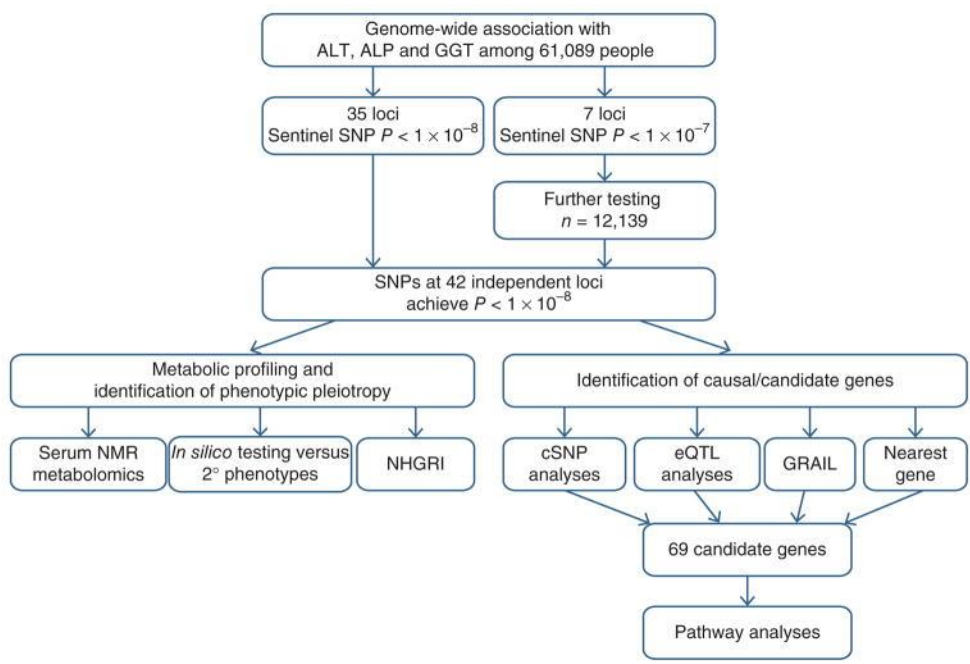 Genome-wide association with
ALT, ALP and GGT among 61,089 people
35 loci
Sentinel SNP P < 1 × 10⁻⁸
7 loci
Sentinel SNP P < 1 × 10⁻⁷
Further testing
n = 12,139
SNPs at 42 independent loci
achieve P < 1 × 10⁻⁸
Metabolic profiling and
identification of phenotypic pleiotropy
Identification of causal/candidate genes
Serum NMR
metabolomics
In silico testing versus
2° phenotypes
NHGRI
cSNP
analyses
eQTL
analyses
GRAIL
Nearest
gene
69 candidate genes
Pathway analyses